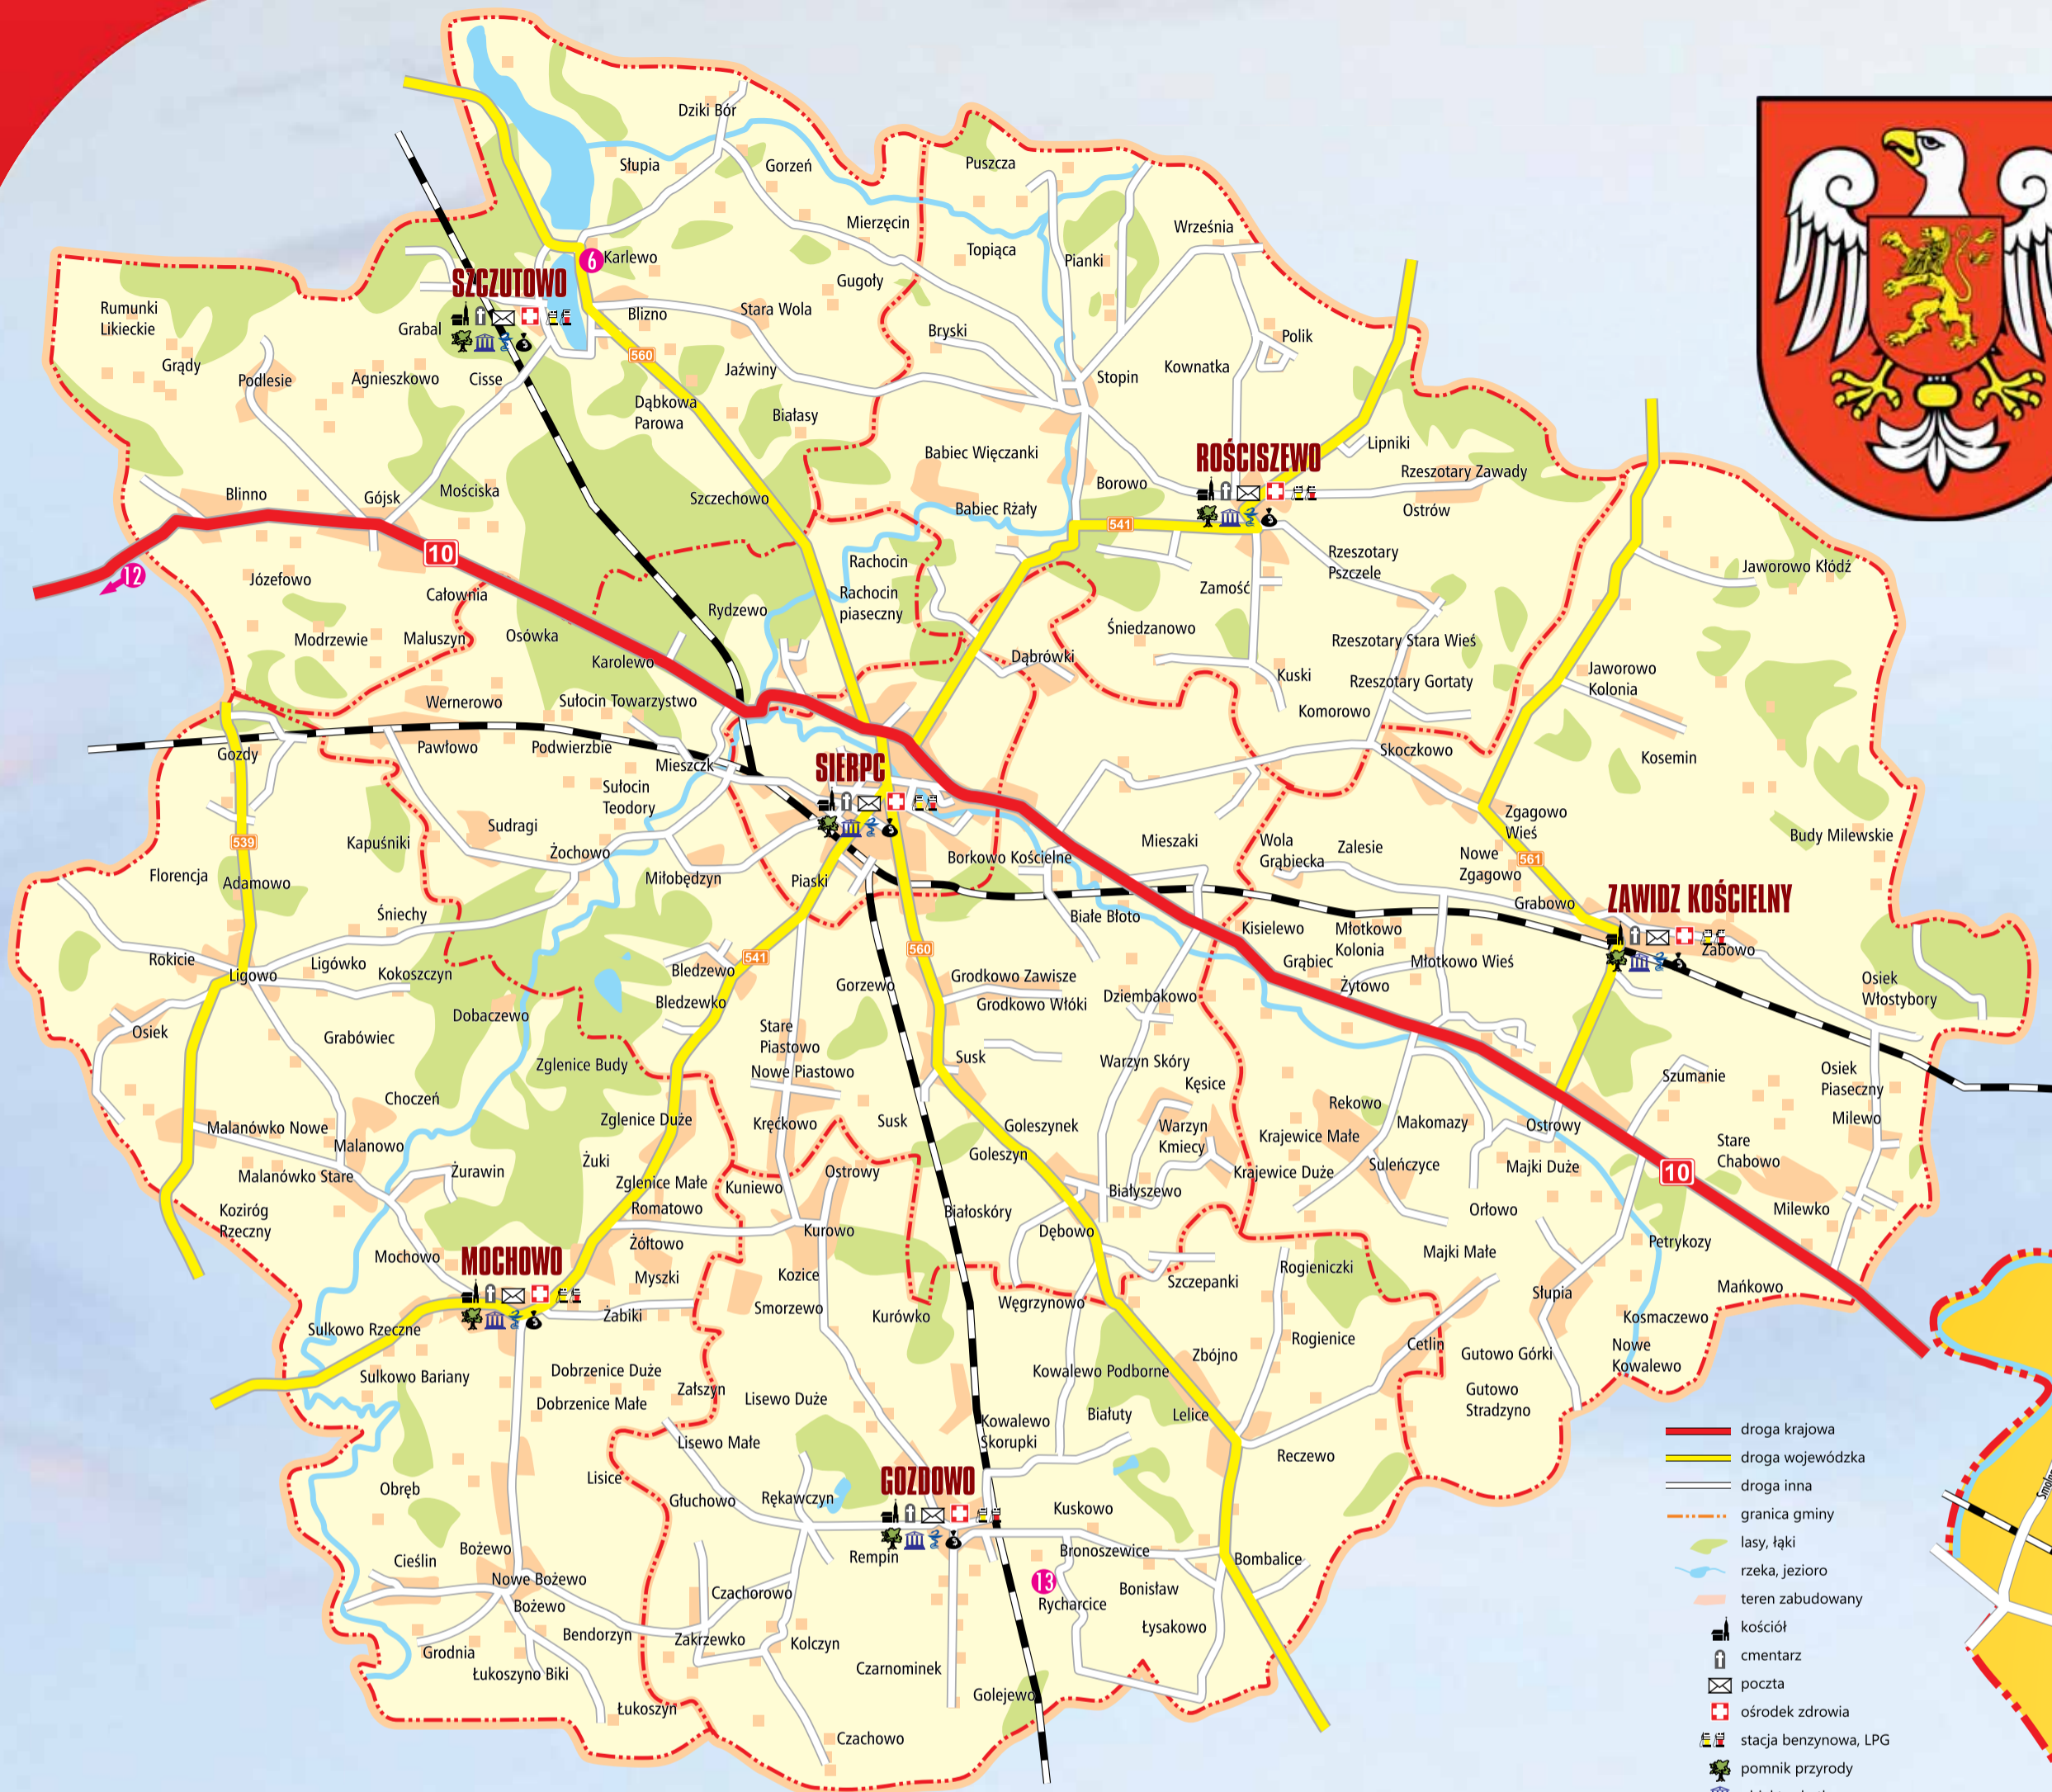 Dziki Bór
Słupia
Gorzeń
Puszcza
Mierzęcin
Września
Topiąca
Pianki
6
Karlewo
SZCZUTOWO
Gugoły
Rumunki
Likieckie
Grabal
Blizno
Stara Wola
Bryski
Polik
560
Grądy
Podlesie
Agnieszkowo
Cisse
Jaźwiny
Stopin
Kownatka
Dąbkowa
Parowa
Białasy
Babiec Więczanki
ROŚCISZEWO
Lipniki
Rzeszotary Zawady
Blinno
Gójsk
Mościska
Szczechowo
Borowo
Babiec Rżały
541
Ostrów
10
12
Józefowo
Całownia
Rachocin
Rzeszotary
Pszczele
Jaworowo Kłódź
Zamość
Rachocin
piaseczny
Rydzewo
Modrzewie
Maluszyn
Osówka
Śniedzanowo
Rzeszotary Stara Wieś
Karolewo
Dąbrówki
Jaworowo
Kolonia
Kuski
Rzeszotary Gortaty
Wernerowo
Sułocin Towarzystwo
Komorowo
Gozdy
Pawłowo
Podwierzbie
Mieszczk
SIERPC
Skoczkowo
Kosemin
Sułocin
Teodory
Zgagowo
Wieś
539
Kapuśniki
Sudragi
Żochowo
Borkowo Kościelne
Mieszaki
Wola
Grąbiecka
Zalesie
Nowe
Zgagowo
561
Budy Milewskie
Florencja
Adamowo
Miłobędzyn
Piaski
Grabowo
ZAWIDZ KOŚCIELNY
Śniechy
Białe Błoto
Kisielewo
Młotkowo
Kolonia
Żabowo
Rokicie
Ligowo
Ligówko
Kokoszczyn
Bledzewo
541
560
Grąbiec
Młotkowo Wieś
Grodkowo Zawisze
Gorzewo
Żytowo
Osiek
Włostybory
Bledzewko
Grodkowo Włóki
Dziembakowo
Dobaczewo
Osiek
Grabówiec
Stare
Piastowo
Zglenice Budy
Susk
Warzyn Skóry
Nowe Piastowo
Kęsice
Szumanie
Osiek
Piaseczny
Choczeń
Rekowo
Milewo
Zglenice Duże
Kręćkowo
Susk
Goleszynek
Warzyn
Kmiecy
Krajewice Małe
Makomazy
Ostrowy
Malanówko Nowe
Malanowo
Goleszyn
Stare
Chabowo
Malanówko Stare
Żurawin
Żuki
Ostrowy
Krajewice Duże
Suleńczyce
Majki Duże
10
Zglenice Małe
Kuniewo
Białyszewo
Koziróg
Rzeczny
Romatowo
Białoskóry
Orłowo
Milewko
Kurowo
Dębowo
Mochowo
MOCHOWO
Żółtowo
Majki Małe
Petrykozy
Myszki
Kozice
Szczepanki
Rogieniczki
Słupia
Mańkowo
Smorzewo
Kurówko
Węgrzynowo
Kosmaczewo
Sulkowo Rzeczne
Żabiki
Rogienice
Cetlin
Gutowo Górki
Nowe
Kowalewo
Zbójno
Sulkowo Bariany
Dobrzenice Duże
Kowalewo Podborne
Dobrzenice Małe
Załszyn
Lisewo Duże
Gutowo
Stradzyno
Białuty
Lelice
Kowalewo
Skorupki
Lisewo Małe
Reczewo
GOZDOWO
Lisice
Obręb
Głuchowo
Rękawczyn
Kuskowo
Rempin
Bronoszewice
Bombalice
Cieślin
Bożewo
Nowe Bożewo
Bożewo
13
Bonisław
Czachorowo
Rycharcice
Łysakowo
Bendorzyn
Zakrzewko
Kolczyn
Grodnia
Łukoszyno Biki
Czarnominek
Łukoszyn
Golejewo
Czachowo
droga krajowa
droga wojewódzka
droga inna
granica gminy
lasy, łąki
rzeka, jezioro
teren zabudowany
kościół
cmentarz
poczta
ośrodek zdrowia
stacja benzynowa, LPG
pomnik przyrody